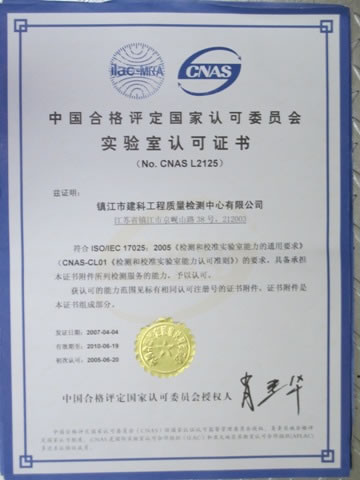 ilac-MRA
CNAS
中国合格评定国家认可委员会
实验室认可证书
（No. CNAS L2125）
兹证明：
镇江市建科工程质量检测中心有限公司
江苏省镇江市京岘山路38号，212003
符合 ISO/IEC 17025：2005《检测和校准实验室能力的通用要求》
（CNAS-CL01《检测和校准实验室能力认可准则》）的要求，具备承担
本证书附件所列检测服务的能力，予以认可。
获认可的能力范围见标有相同认可注册号的证书附件，证书附件是
本证书组成部分。
发证日期：2007-04-04
有效期至：2010-06-19
初次认可：2005-06-20
中国合格评定国家认可委员会授权人